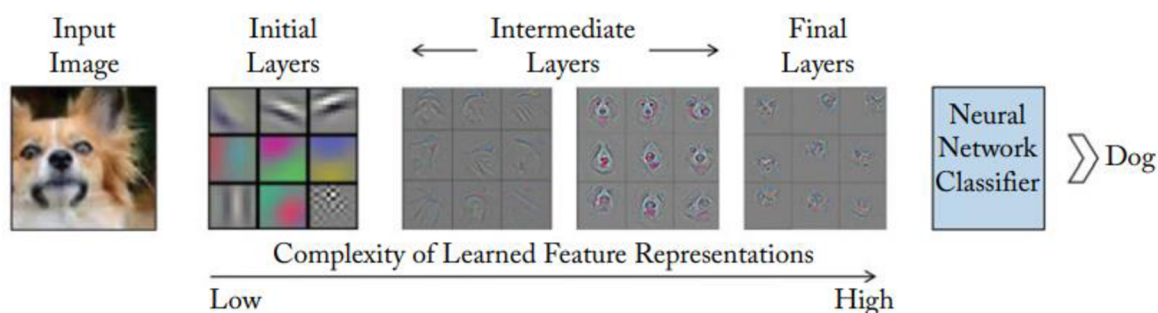 Input
Image
Initial
Layers
Intermediate
Layers
Final
Layers
Neural
Network
Classifier
Dog
Complexity of Learned Feature Representations
Low
High